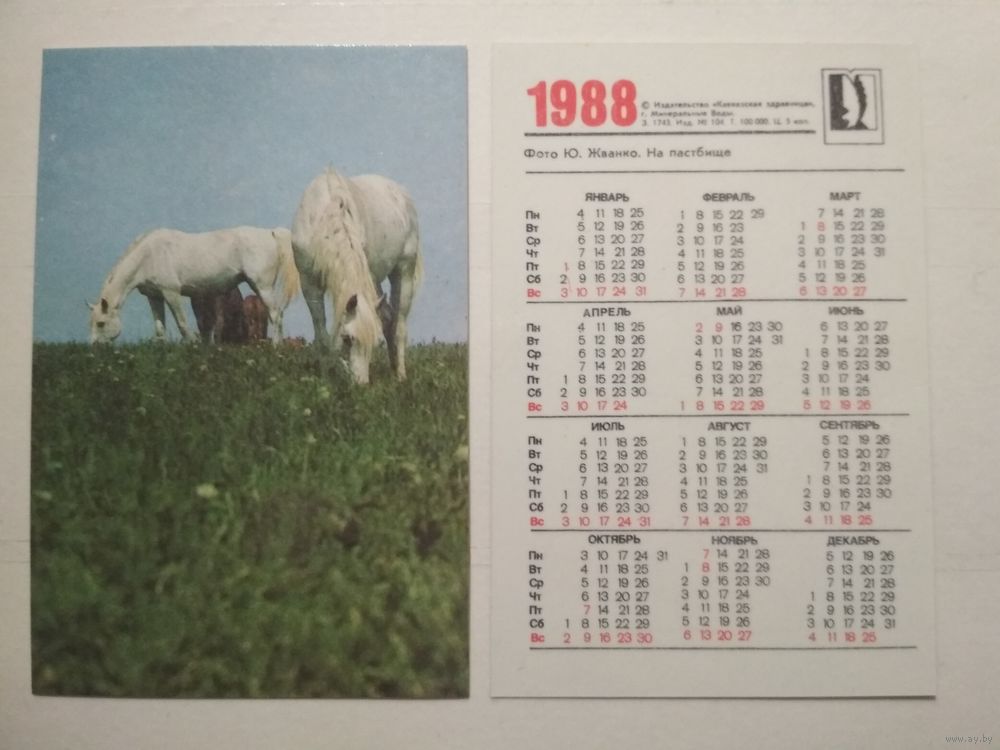 1988
© Издательство «Кавказская здравница»,
г. Минеральные Воды.
З. 1743. Изд. № 104. Т. 100 000. Ц. 5 коп.
Фото Ю. Жванко. На пастбище
ЯНВАРЬ ФЕВРАЛЬ МАРТ
Пн 4 11 18 25 1 8 15 22 29 7 14 21 28
Вт 5 12 19 26 2 9 16 23 1 8 15 22 29
Ср 6 13 20 27 3 10 17 24 2 9 16 23 30
Чт 7 14 21 28 4 11 18 25 3 10 17 24 31
Пт 1 8 15 22 29 5 12 19 26 4 11 18 25
Сб 2 9 16 23 30 6 13 20 27 5 12 19 26
Вс 3 10 17 24 31 7 14 21 28 6 13 20 27
АПРЕЛЬ МАЙ ИЮНЬ
Пн 4 11 18 25 2 9 16 23 30 6 13 20 27
Вт 5 12 19 26 3 10 17 24 31 7 14 21 28
Ср 6 13 20 27 4 11 18 25 1 8 15 22 29
Чт 7 14 21 28 5 12 19 26 2 9 16 23 30
Пт 1 8 15 22 29 6 13 20 27 3 10 17 24
Сб 2 9 16 23 30 7 14 21 28 4 11 18 25
Вс 3 10 17 24 1 8 15 22 29 5 12 19 26
ИЮЛЬ АВГУСТ СЕНТЯБРЬ
Пн 4 11 18 25 1 8 15 22 29 5 12 19 26
Вт 5 12 19 26 2 9 16 23 30 6 13 20 27
Ср 6 13 20 27 3 10 17 24 31 7 14 21 28
Чт 7 14 21 28 4 11 18 25 1 8 15 22 29
Пт 1 8 15 22 29 5 12 19 26 2 9 16 23 30
Сб 2 9 16 23 30 6 13 20 27 3 10 17 24
Вс 3 10 17 24 31 7 14 21 28 4 11 18 25
ОКТЯБРЬ НОЯБРЬ ДЕКАБРЬ
Пн 3 10 17 24 31 7 14 21 28 5 12 19 26
Вт 4 11 18 25 1 8 15 22 29 6 13 20 27
Ср 5 12 19 26 2 9 16 23 30 7 14 21 28
Чт 6 13 20 27 3 10 17 24 1 8 15 22 29
Пт 7 14 21 28 4 11 18 25 2 9 16 23 30
Сб 1 8 15 22 29 5 12 19 26 3 10 17 24 31
Вс 2 9 16 23 30 6 13 20 27 4 11 18 25
www.ay.by